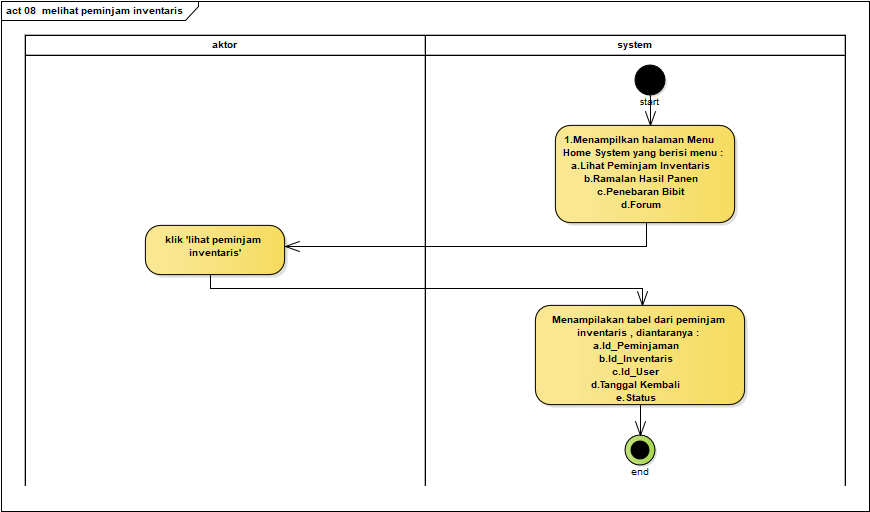 act 08 melihat peminjam inventaris
aktor
system
start
1.Menampilkan halaman Menu
Home System yang berisi menu :
a.Lihat Peminjam Inventaris
b.Ramalan Hasil Panen
c.Penebaran Bibit
d.Forum
klik 'lihat peminjam
inventaris'
Menampilakan tabel dari peminjam
inventaris , diantaranya :
a.Id_Peminjaman
b.Id_Inventaris
c.Id_User
d.Tanggal Kembali
e.Status
end